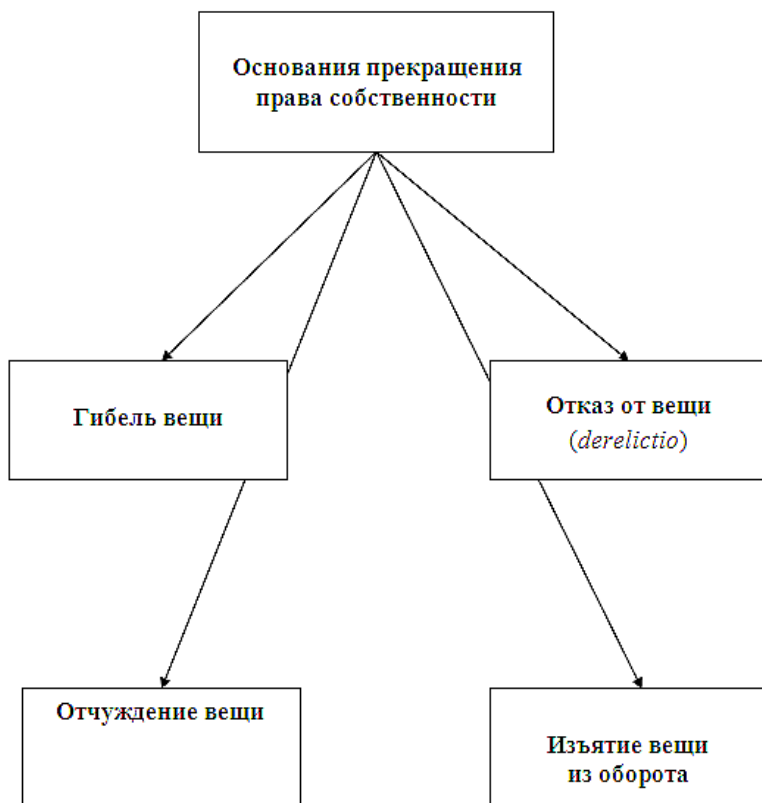 Основания прекращения
права собственности
Гибель вещи
Отказ от вещи
(derelictio)
Отчуждение вещи
Изъятие вещи
из оборота